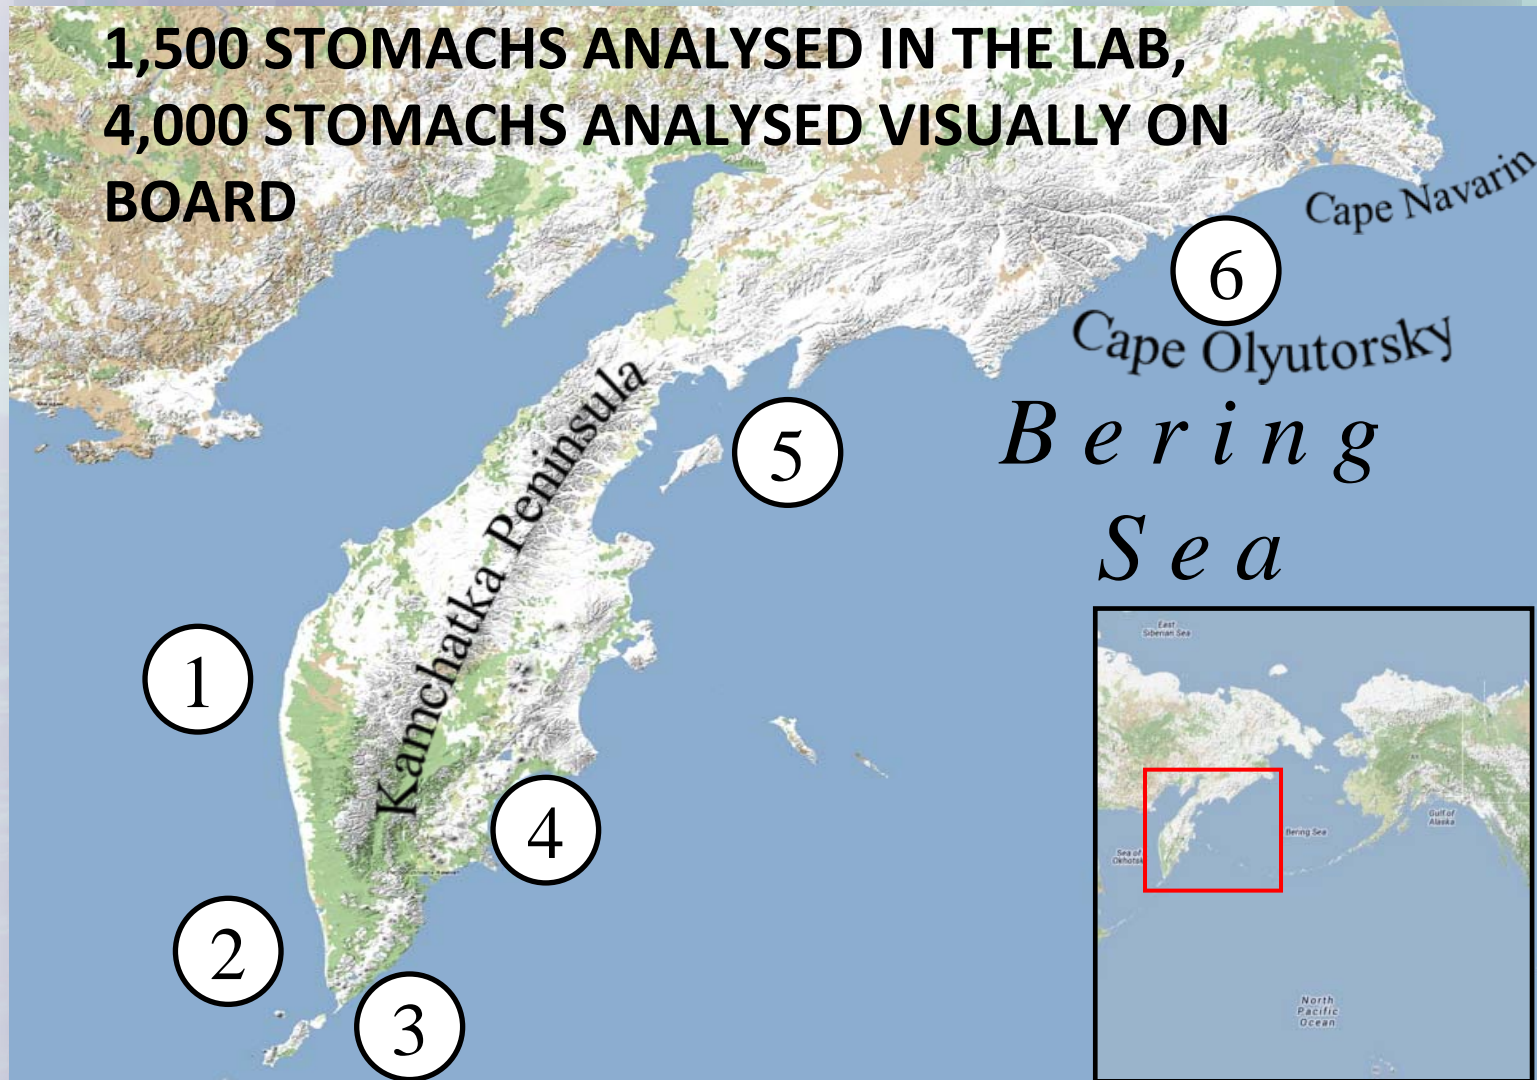 1,500 STOMACHS ANALYSED IN THE LAB,
4,000 STOMACHS ANALYSED VISUALLY ON
BOARD
Cape Navarin
6
Cape Olyutorsky
Kamchatka Peninsula
5
Bering
Sea
1
4
2
3
East
Siberian Sea
Gulf of
Alaska
Bering Sea
Sea of
Okhotsk
North
Pacific
Ocean